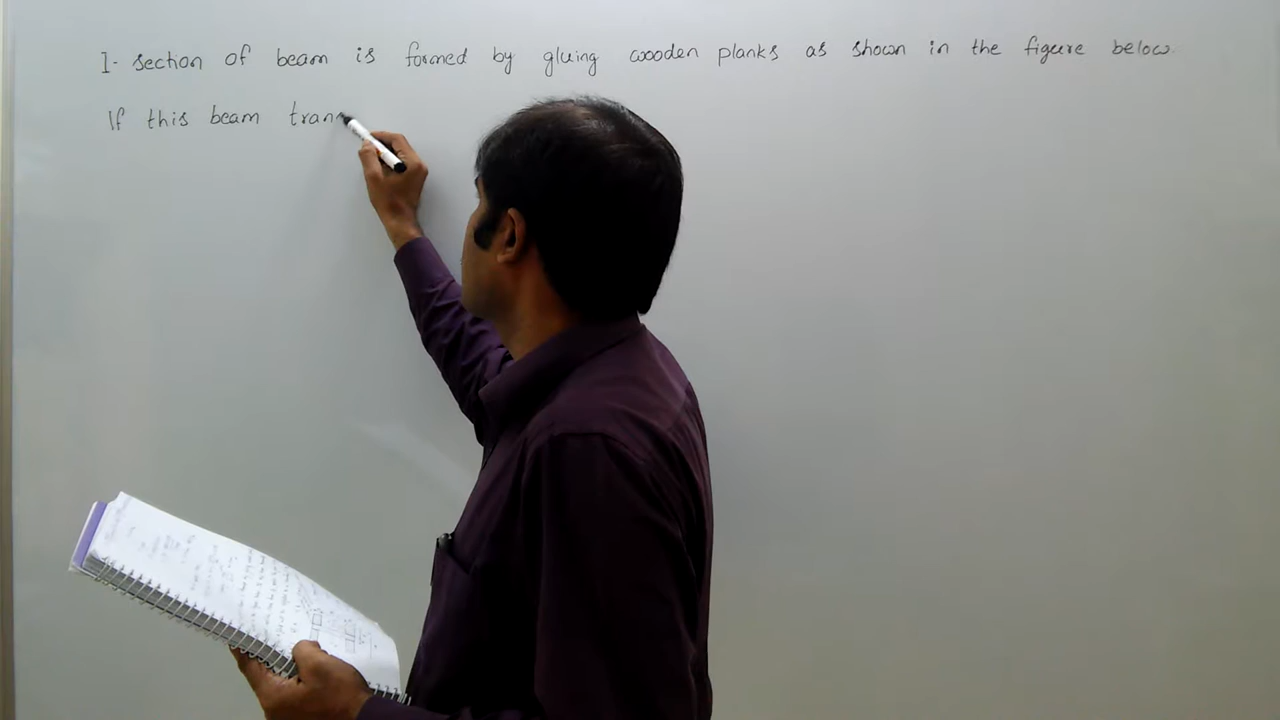 I- section of beam is formed by gluing wooden planks as shown in the figure below
If this beam tran